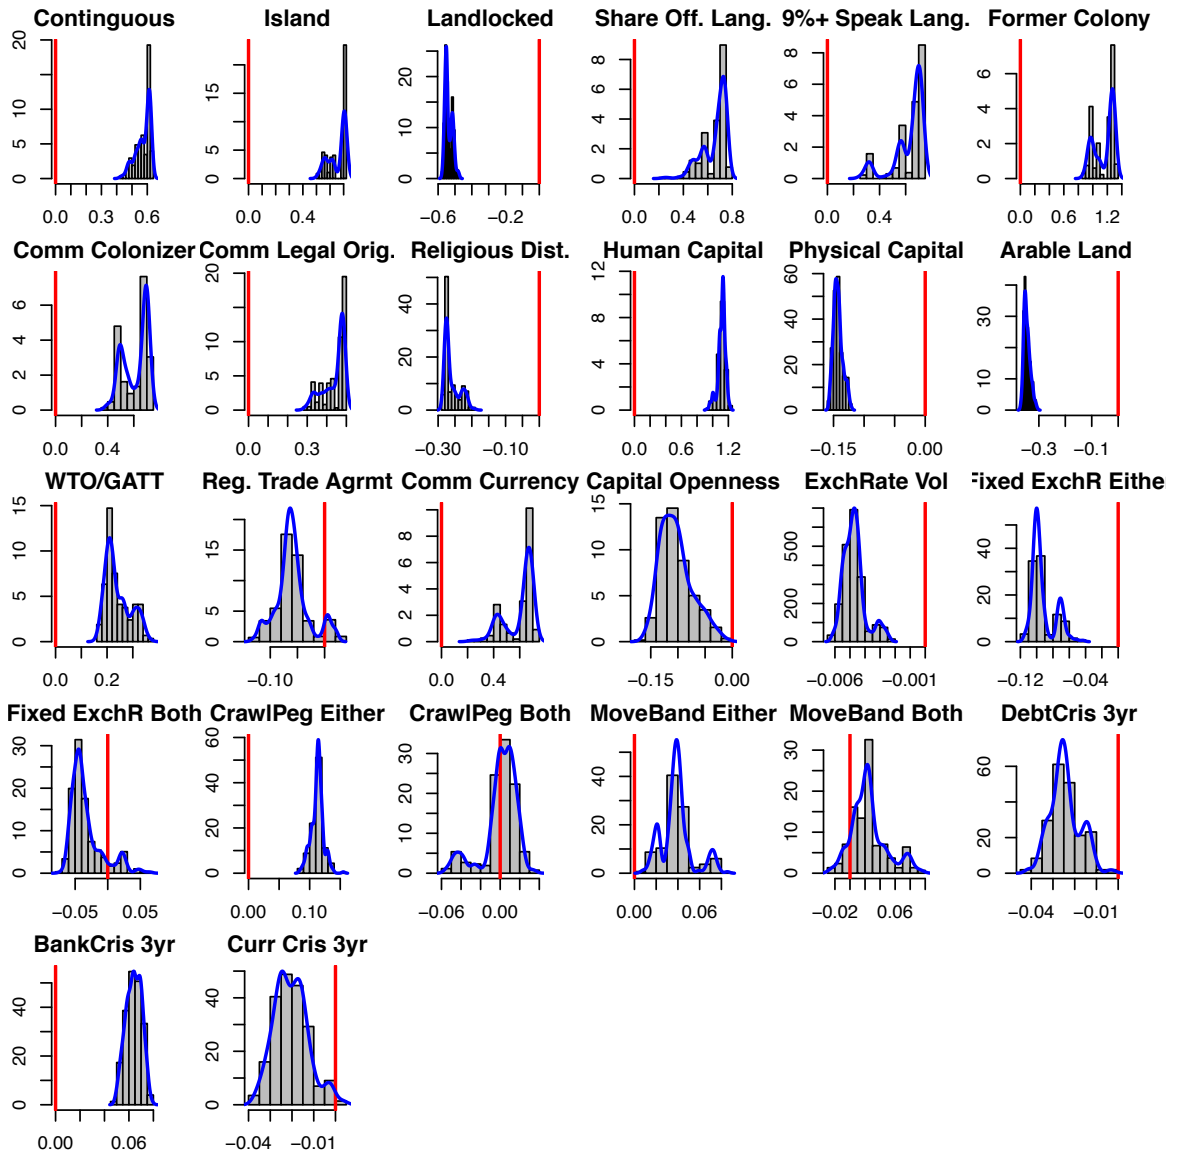 Contiguous Island Landlocked Share Off. Lang. 9%+ Speak Lang. Former Colony
20 10 5 0 15 5 0 20 10 0 8 6 4 2 0 8 6 4 2 0 6 4 2 0
0.0 0.3 0.6 0.0 0.4 −0.6 −0.2 0.0 0.4 0.8 0.0 0.4 0.0 0.6 1.2
Comm Colonizer Comm Legal Orig. Religious Dist. Human Capital Physical Capital Arable Land
6 4 2 0 20 15 10 5 0 40 20 0 12 8 4 0 60 40 20 0 30 10 0
0.0 0.4 0.0 0.3 −0.30 −0.10 0.0 0.6 1.2 −0.15 0.00 −0.3 −0.1
WTO/GATT Reg. Trade Agrmt Comm Currency Capital Openness ExchRate Vol Fixed ExchR Eithe
15 10 5 0 15 5 0 8 6 4 2 0 15 10 5 0 500 200 0 40 20 0
0.0 0.2 −0.10 0.0 0.4 −0.15 0.00 −0.006 −0.001 −0.12 −0.04
Fixed ExchR Both CrawlPeg Either CrawlPeg Both MoveBand Either MoveBand Both DebtCris 3yr
30 20 10 0 60 40 20 0 30 20 10 0 40 20 0 30 20 10 0 60 20 0
−0.05 0.05 0.00 0.10 −0.06 0.00 0.00 0.06 −0.02 0.06 −0.04 −0.01
BankCris 3yr Curr Cris 3yr
40 20 0 40 20 0
0.00 0.06 −0.04 −0.01